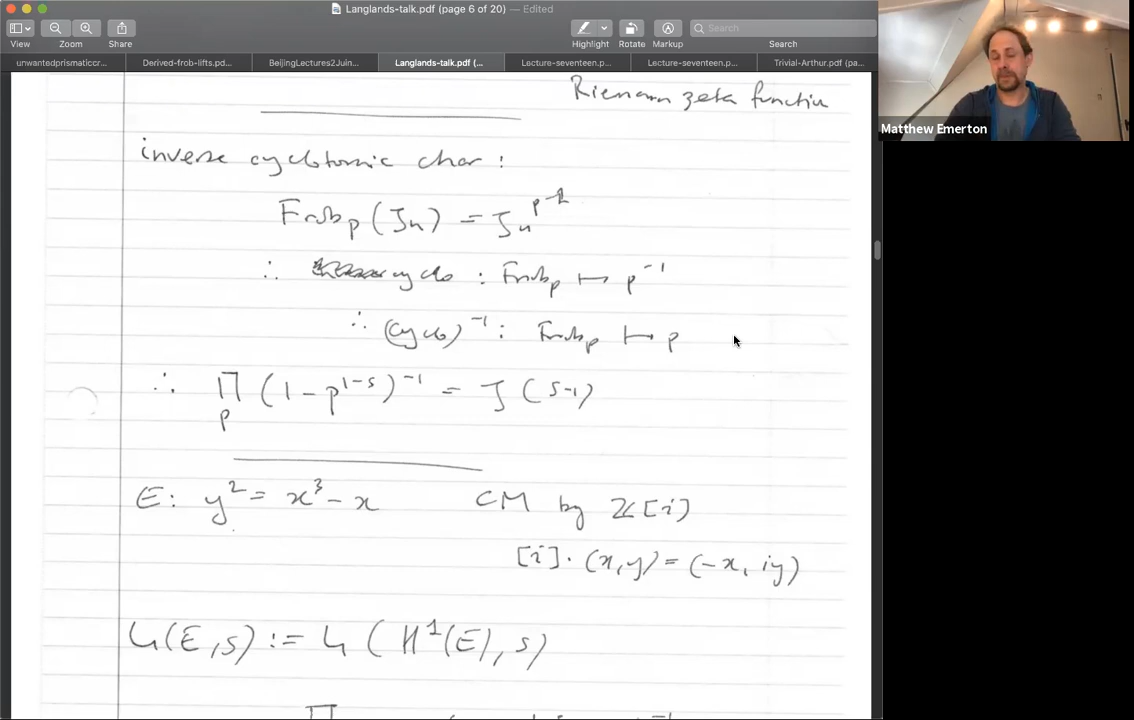 Langlands-talk.pdf (page 6 of 20) — Edited
View Zoom Share Highlight Rotate Markup Search
Search
unwantedprismaticcr... Derived-frob-lifts.pd... BeijingLectures2Juin... Langlands-talk.pdf (... Lecture-seventeen.p... Lecture-seventeen.p... Trivial-Arthur.pdf (pa...
Matthew Emerton
Riemann zeta function
inverse cyclotomic char :
Frob_p (ζ_n) = ζ_n^{p^{-1}}
∴ cyclo : Frob_p ↦ p^{-1}
∴ (cyclo)^{-1} : Frob_p ↦ p
∴ ∏_p (1 - p^{1-s})^{-1} = ζ(s-1)
E: y^2 = x^3 - x CM by ℤ[i]
[i]. (x,y) = (-x, iy)
L(E,s) := L(H^1(E), s)